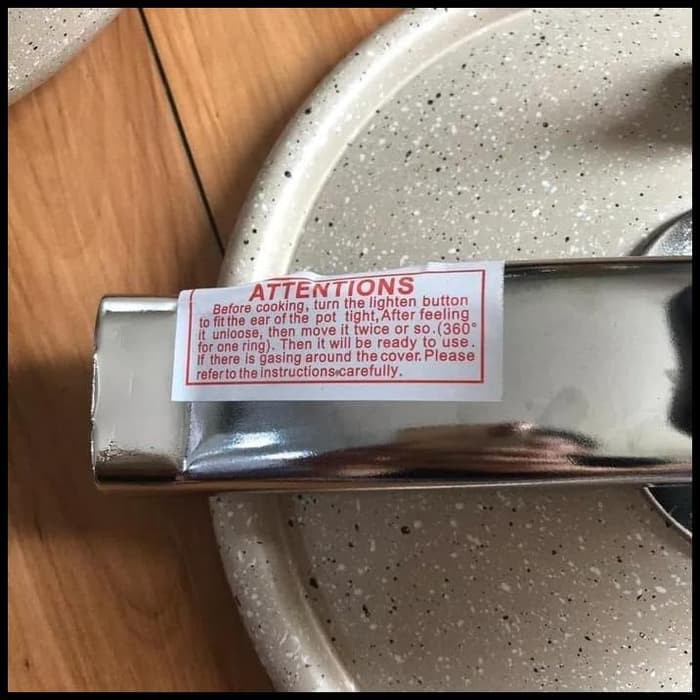 ATTENTIONS
Before cooking, turn the lighten button
to fit the ear of the pot tight,After feeling
it unloose, then move it twice or so.(360°
for one ring). Then it will be ready to use.
If there is gasing around the cover.Please
refer to the instructions carefully.